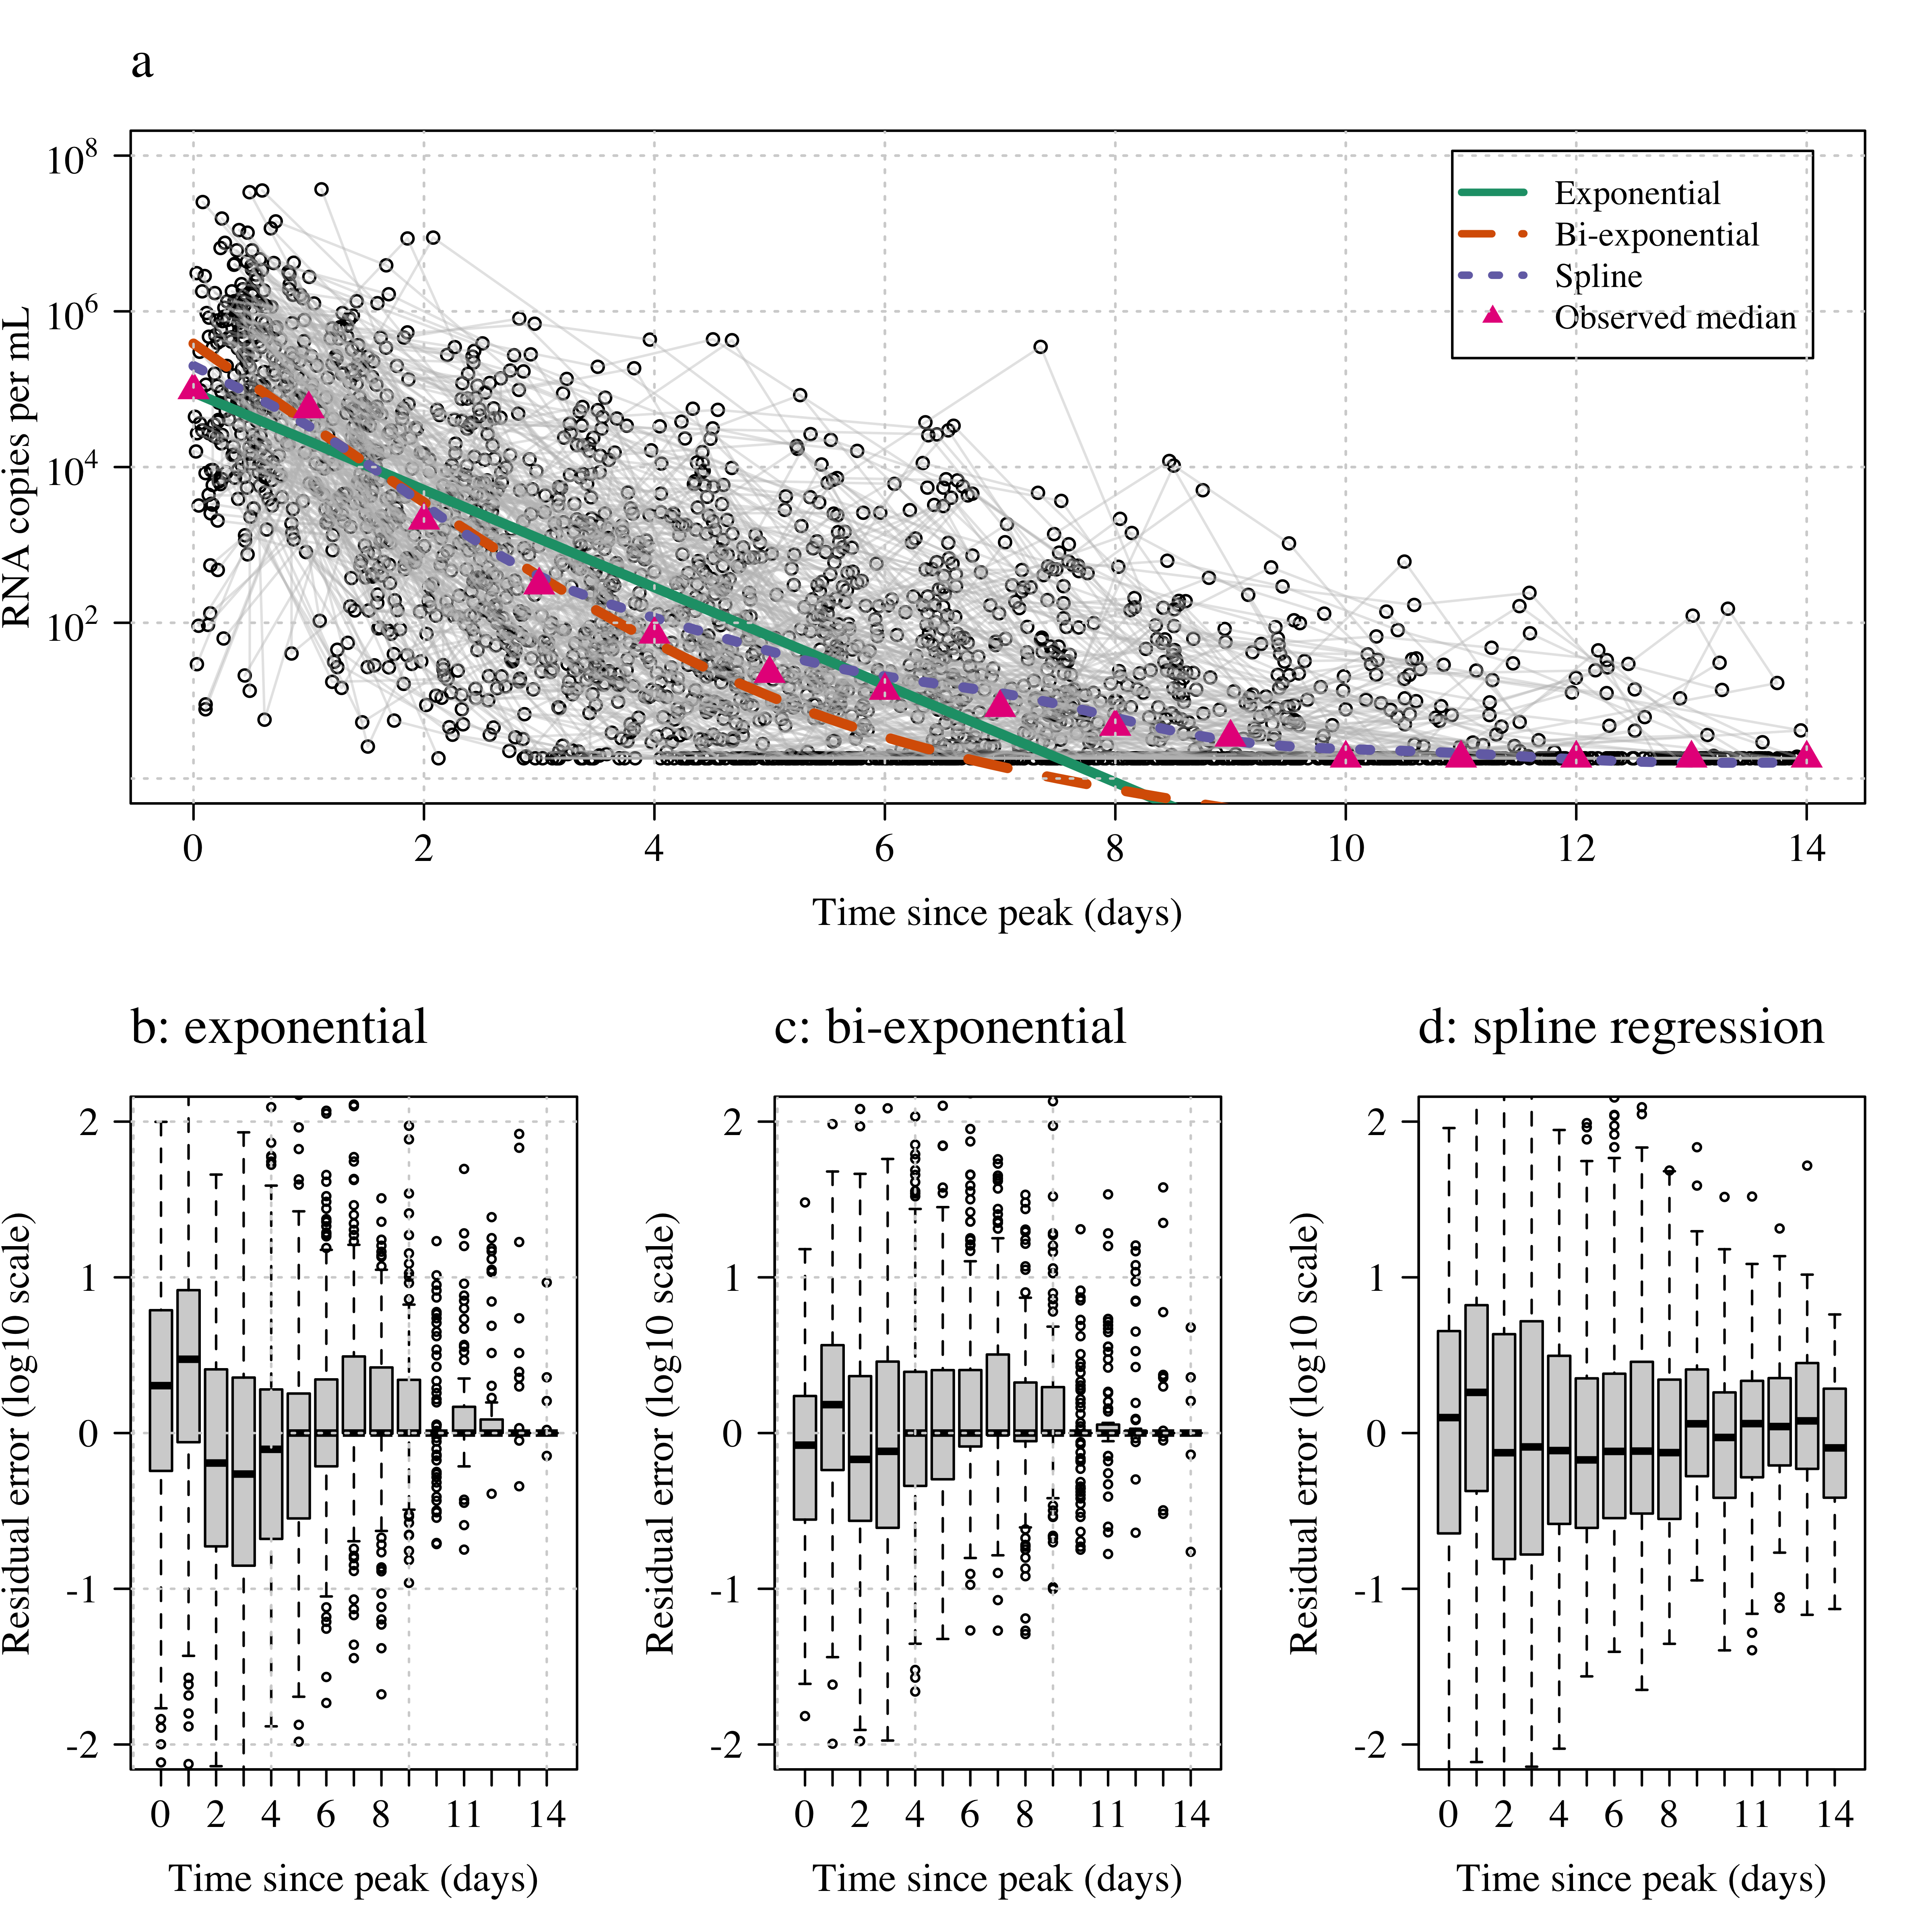 a
RNA copies per mL
10^8
10^6
10^4
10^2
Exponential
Bi-exponential
Spline
Observed median
0 2 4 6 8 10 12 14
Time since peak (days)
b: exponential
Residual error (log10 scale)
2
1
0
-1
-2
0 2 4 6 8 11 14
Time since peak (days)
c: bi-exponential
Residual error (log10 scale)
2
1
0
-1
-2
0 2 4 6 8 11 14
Time since peak (days)
d: spline regression
Residual error (log10 scale)
2
1
0
-1
-2
0 2 4 6 8 11 14
Time since peak (days)